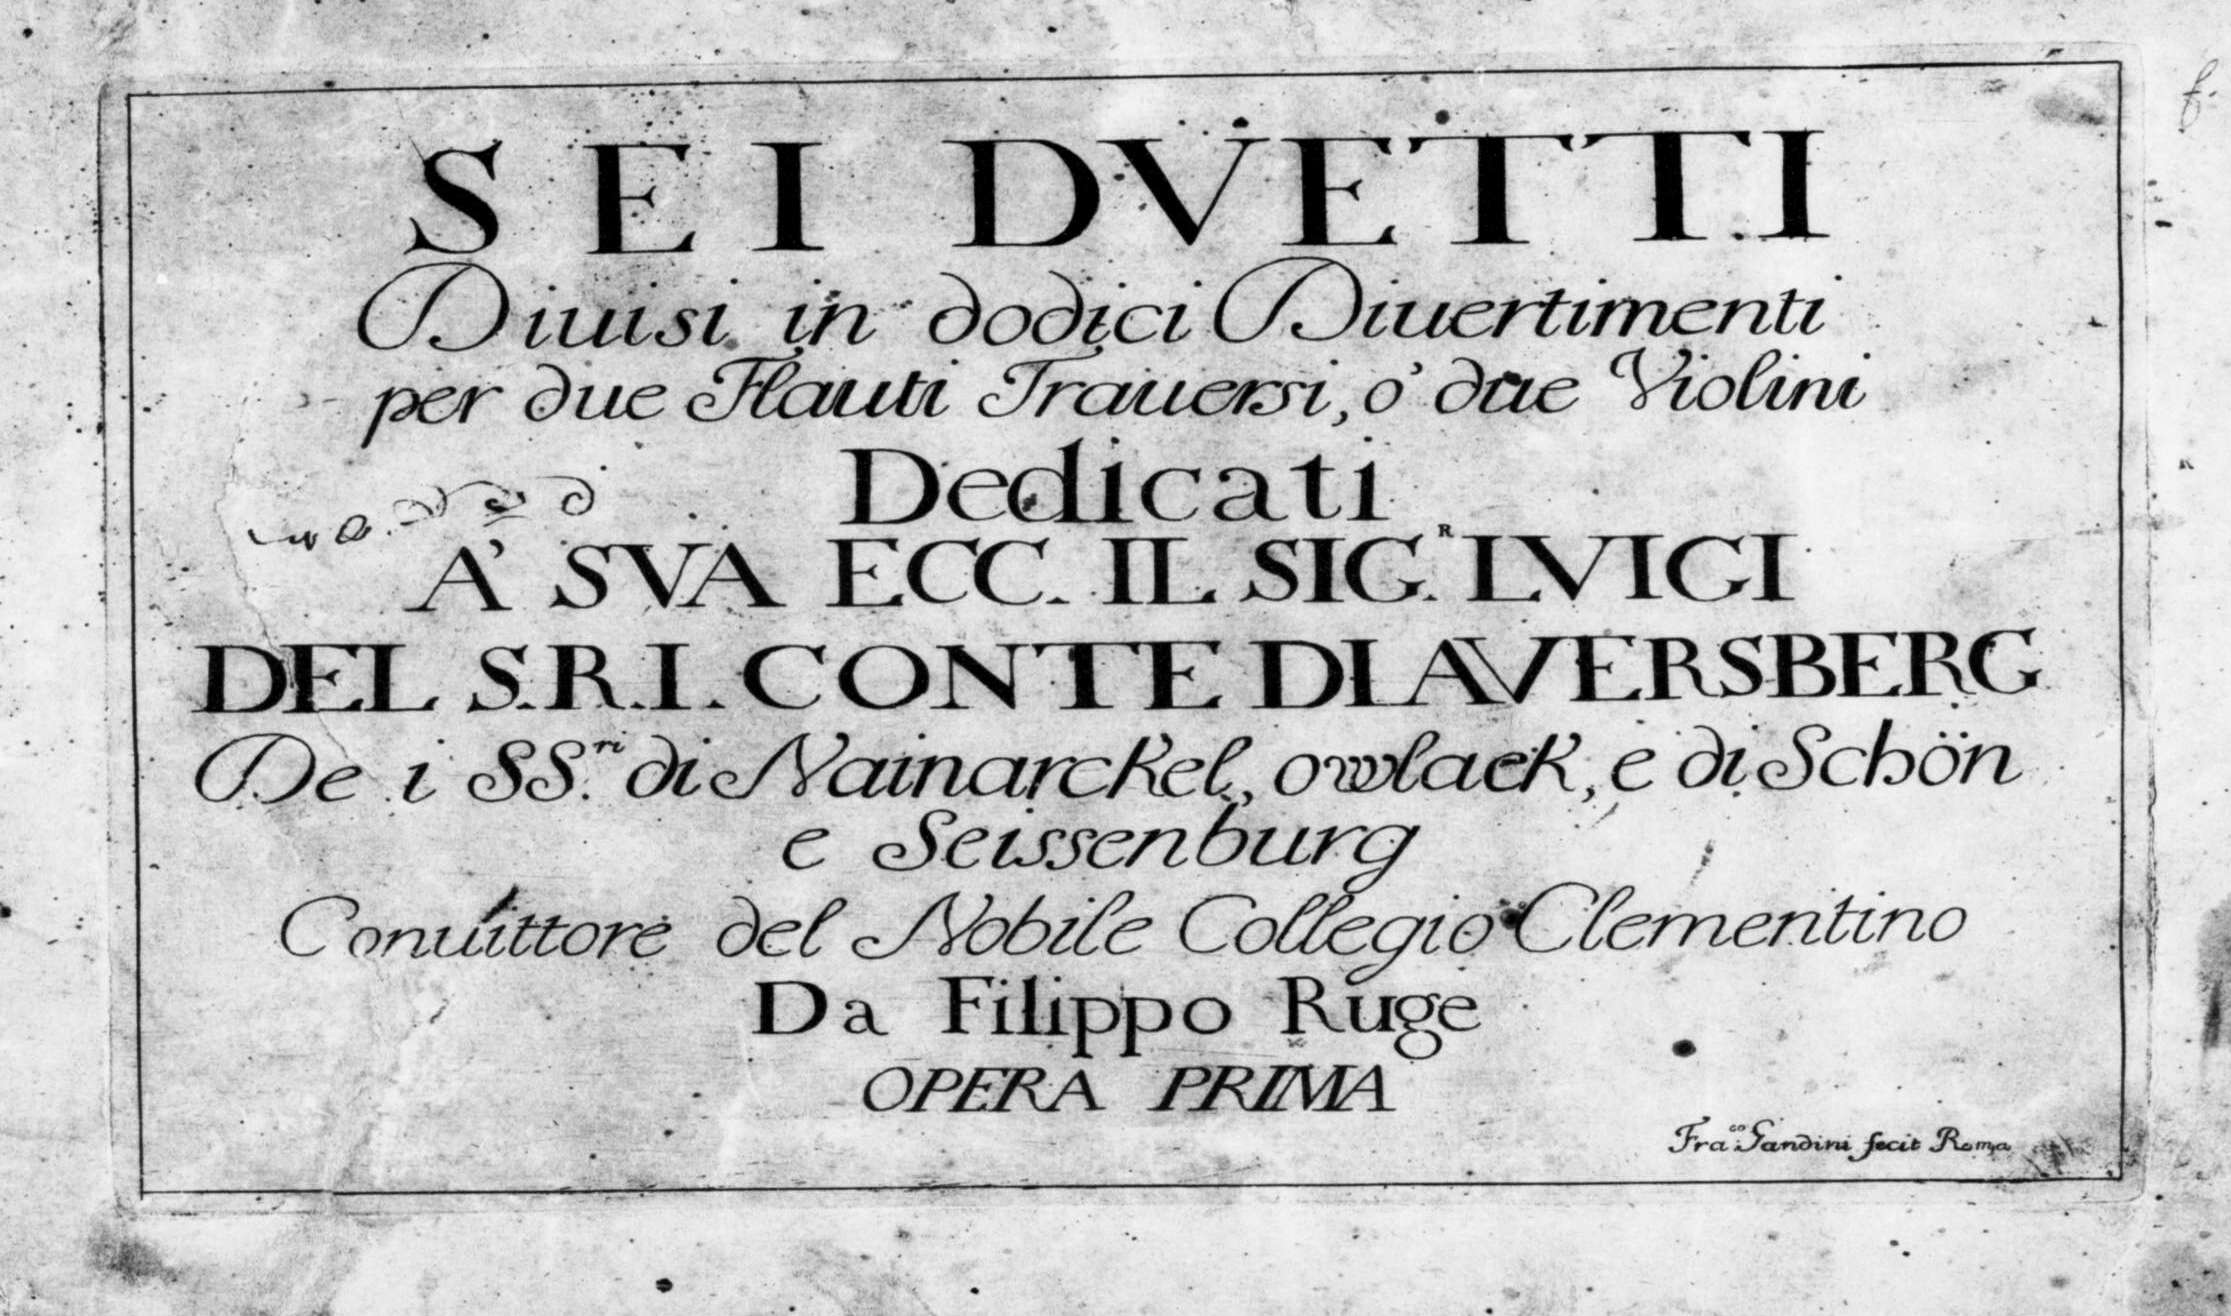 SEI DVETTI
Diuisi in dodici Diuertimenti
per due Flauti Trauersi, o' due Violini
Dedicati
A' SVA ECC. IL SIG.R LVIGI
DEL S.R.I. CONTE DI AVERSBERG
De i SS.ri di Nainarckel, owlaek, e di Schön
e Seissenburg
Conuittore del Nobile Collegio Clementino
Da Filippo Ruge
OPERA PRIMA
Fra.co Gandini fecit Roma